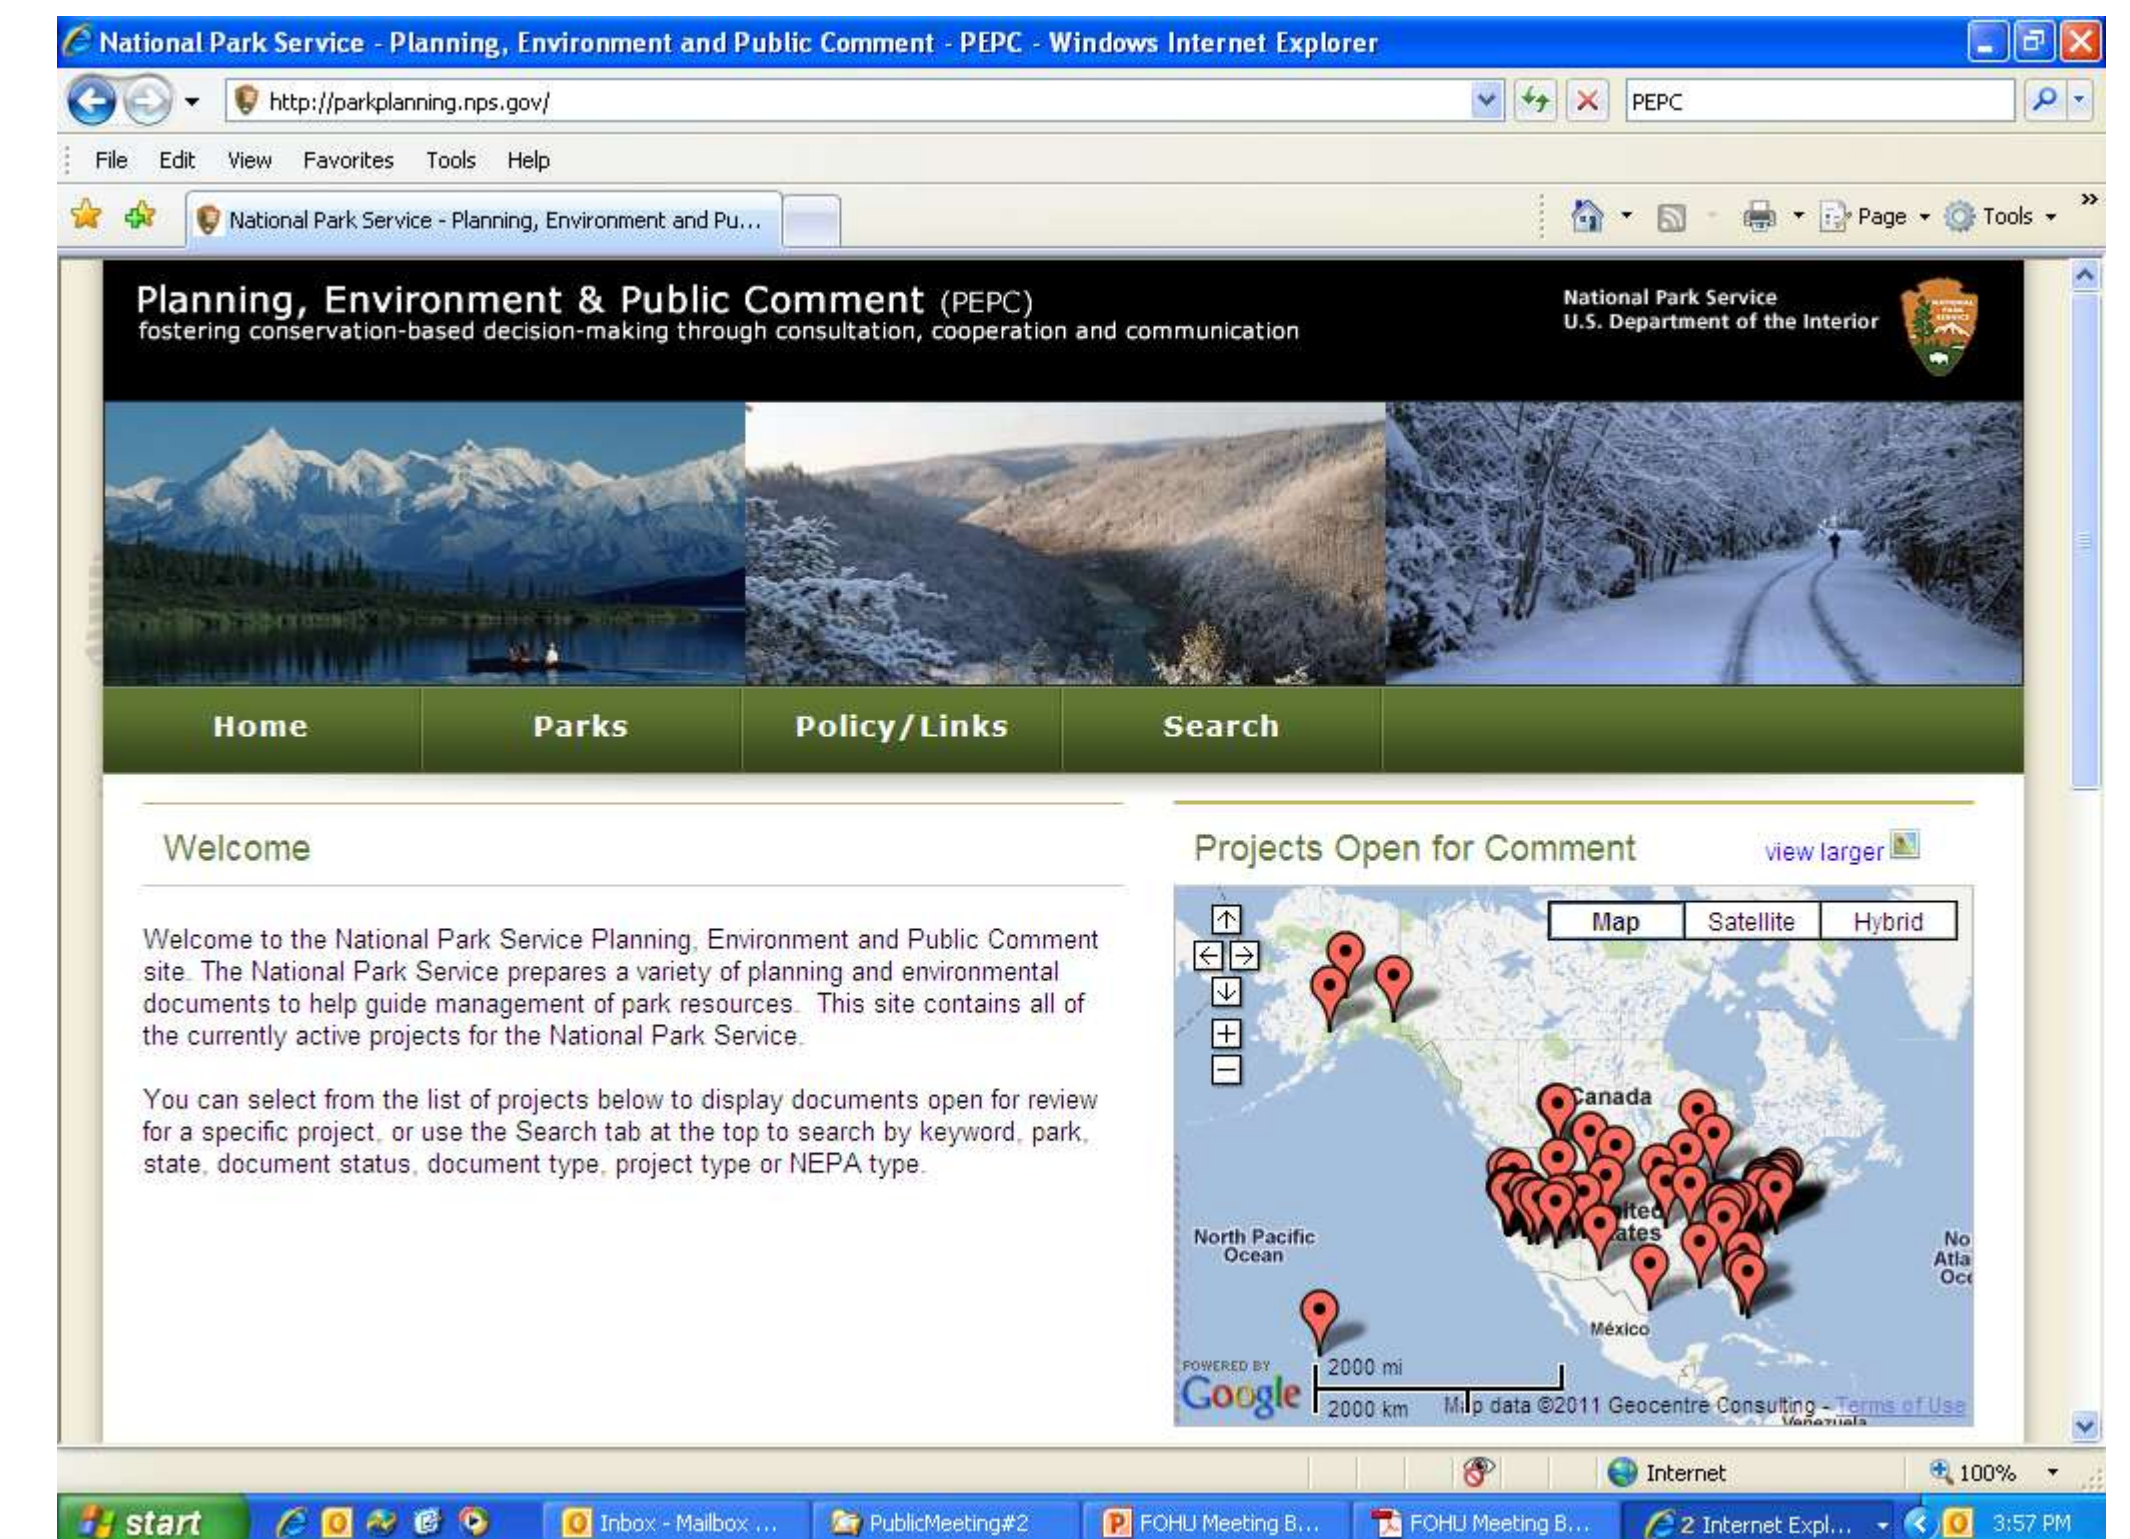 National Park Service - Planning, Environment and Public Comment - PEPC - Windows Internet Explorer
http://parkplanning.nps.gov/
PEPC
File Edit View Favorites Tools Help
National Park Service - Planning, Environment and Pu...
Page
Tools
Planning, Environment & Public Comment (PEPC)
fostering conservation-based decision-making through consultation, cooperation and communication
National Park Service
U.S. Department of the Interior
Home
Parks
Policy/Links
Search
Welcome
Welcome to the National Park Service Planning, Environment and Public Comment
site. The National Park Service prepares a variety of planning and environmental
documents to help guide management of park resources.  This site contains all of
the currently active projects for the National Park Service.
You can select from the list of projects below to display documents open for review
for a specific project, or use the Search tab at the top to search by keyword, park,
state, document status, document type, project type or NEPA type.
Projects Open for Comment
view larger
Map
Satellite
Hybrid
Canada
North Pacific
Ocean
No
Atla
México
POWERED BY
Google
2000 mi
2000 km
Map data ©2011 Geocentre Consulting - Terms of Use
Venezuela
Internet
100%
start
Inbox - Mailbox ...
PublicMeeting#2
FOHU Meeting B...
FOHU Meeting B...
2 Internet Expl...
3:57 PM